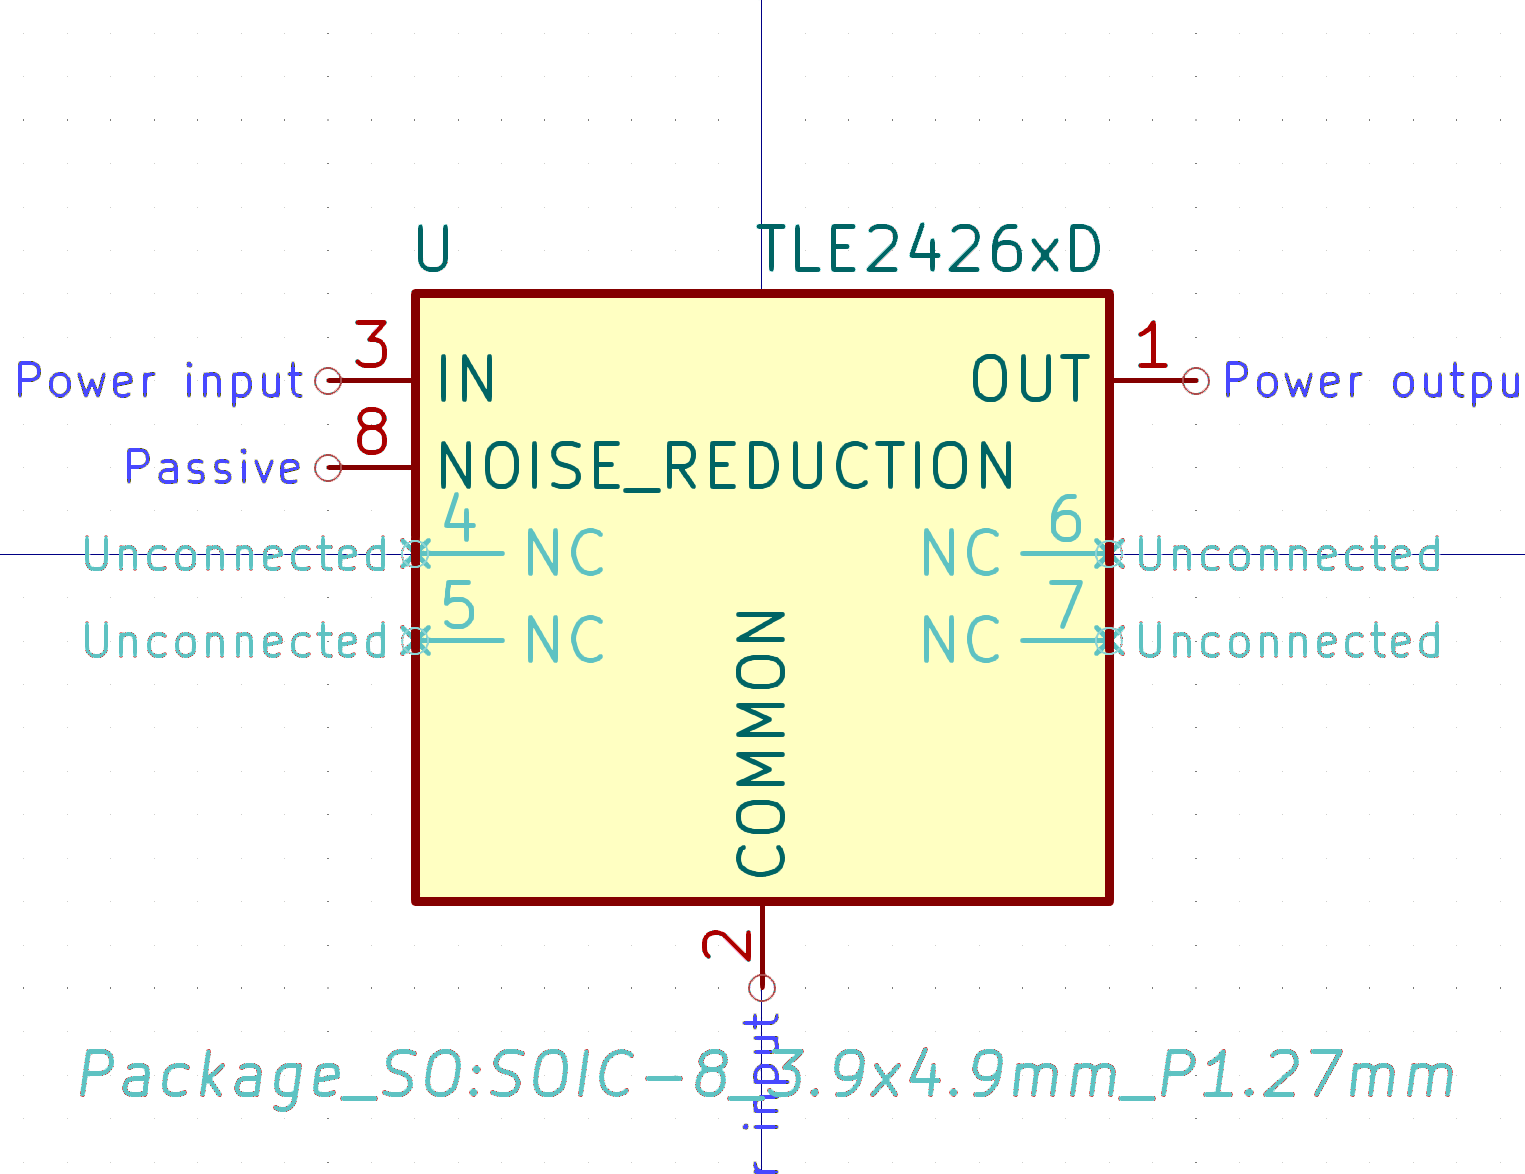 U TLE2426xD
3 1
Power input IN OUT Power outpu
8
Passive NOISE_REDUCTION
4 6
Unconnected NC NC Unconnected
5 7
Unconnected NC NC Unconnected
COMMON
2
r input
Package_SO:SOIC-8_3.9x4.9mm_P1.27mm